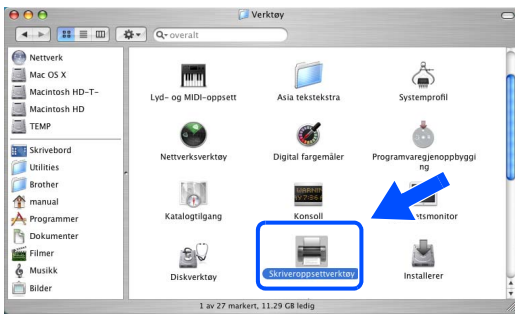 Verktøy
overalt
Nettverk
Mac OS X
Macintosh HD-T-
Macintosh HD
TEMP
Skrivebord
Utilities
Brother
manual
Programmer
Dokumenter
Filmer
Musikk
Bilder
Lyd- og MIDI-oppsett
Asia tekstekstra
Systemprofil
Nettverksverktøy
Digital fargemåler
Programvaregjenoppbyggi
ng
Katalogtilgang
Konsoll
Diskverktøy
Skriveroppsettverktøy
Installerer
1 av 27 markert, 11.29 GB ledig